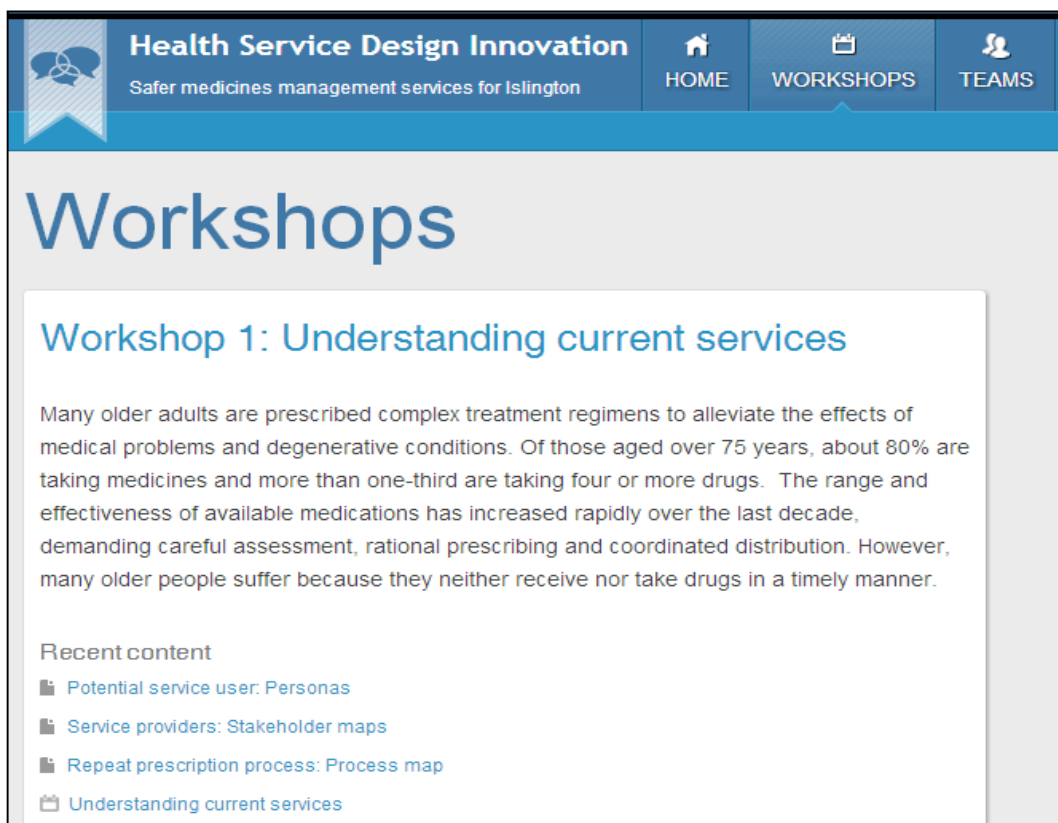 Health Service Design Innovation
Safer medicines management services for Islington
HOME
WORKSHOPS
TEAMS
Workshops
Workshop 1: Understanding current services
Many older adults are prescribed complex treatment regimens to alleviate the effects of
medical problems and degenerative conditions. Of those aged over 75 years, about 80% are
taking medicines and more than one-third are taking four or more drugs.  The range and
effectiveness of available medications has increased rapidly over the last decade,
demanding careful assessment, rational prescribing and coordinated distribution. However,
many older people suffer because they neither receive nor take drugs in a timely manner.
Recent content
Potential service user: Personas
Service providers: Stakeholder maps
Repeat prescription process: Process map
Understanding current services